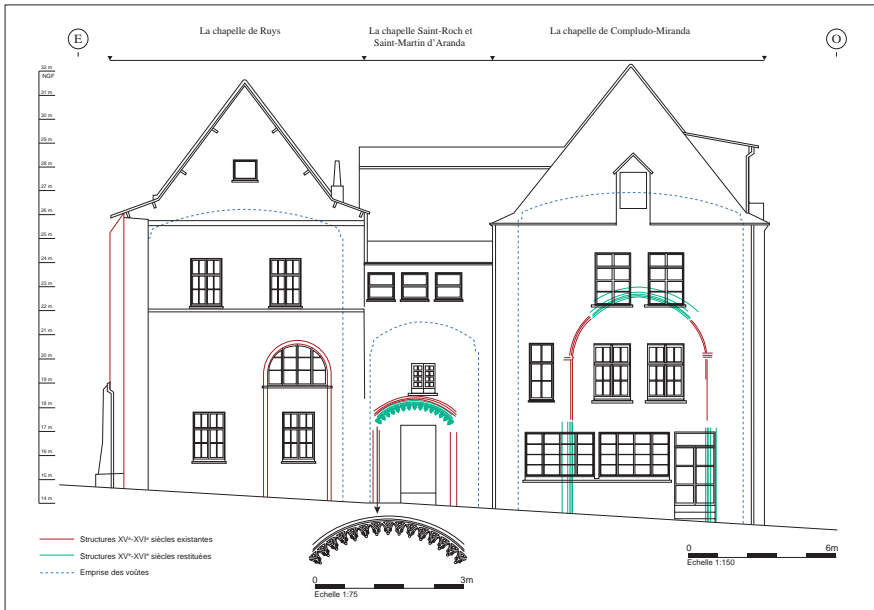 La chapelle de Ruys
La chapelle Saint-Roch et
Saint-Martin d'Aranda
La chapelle de Compludo-Miranda
E
O
32 m
NGF
31 m
30 m
29 m
28 m
27 m
26 m
25 m
24 m
23 m
22 m
21 m
20 m
19 m
18 m
17 m
16 m
15 m
14 m
Structures XVe-XVIe siècles existantes
Structures XVe-XVIe siècles restituées
Emprise des voûtes
0 3m
Echelle 1:75
0 6m
Echelle 1:150